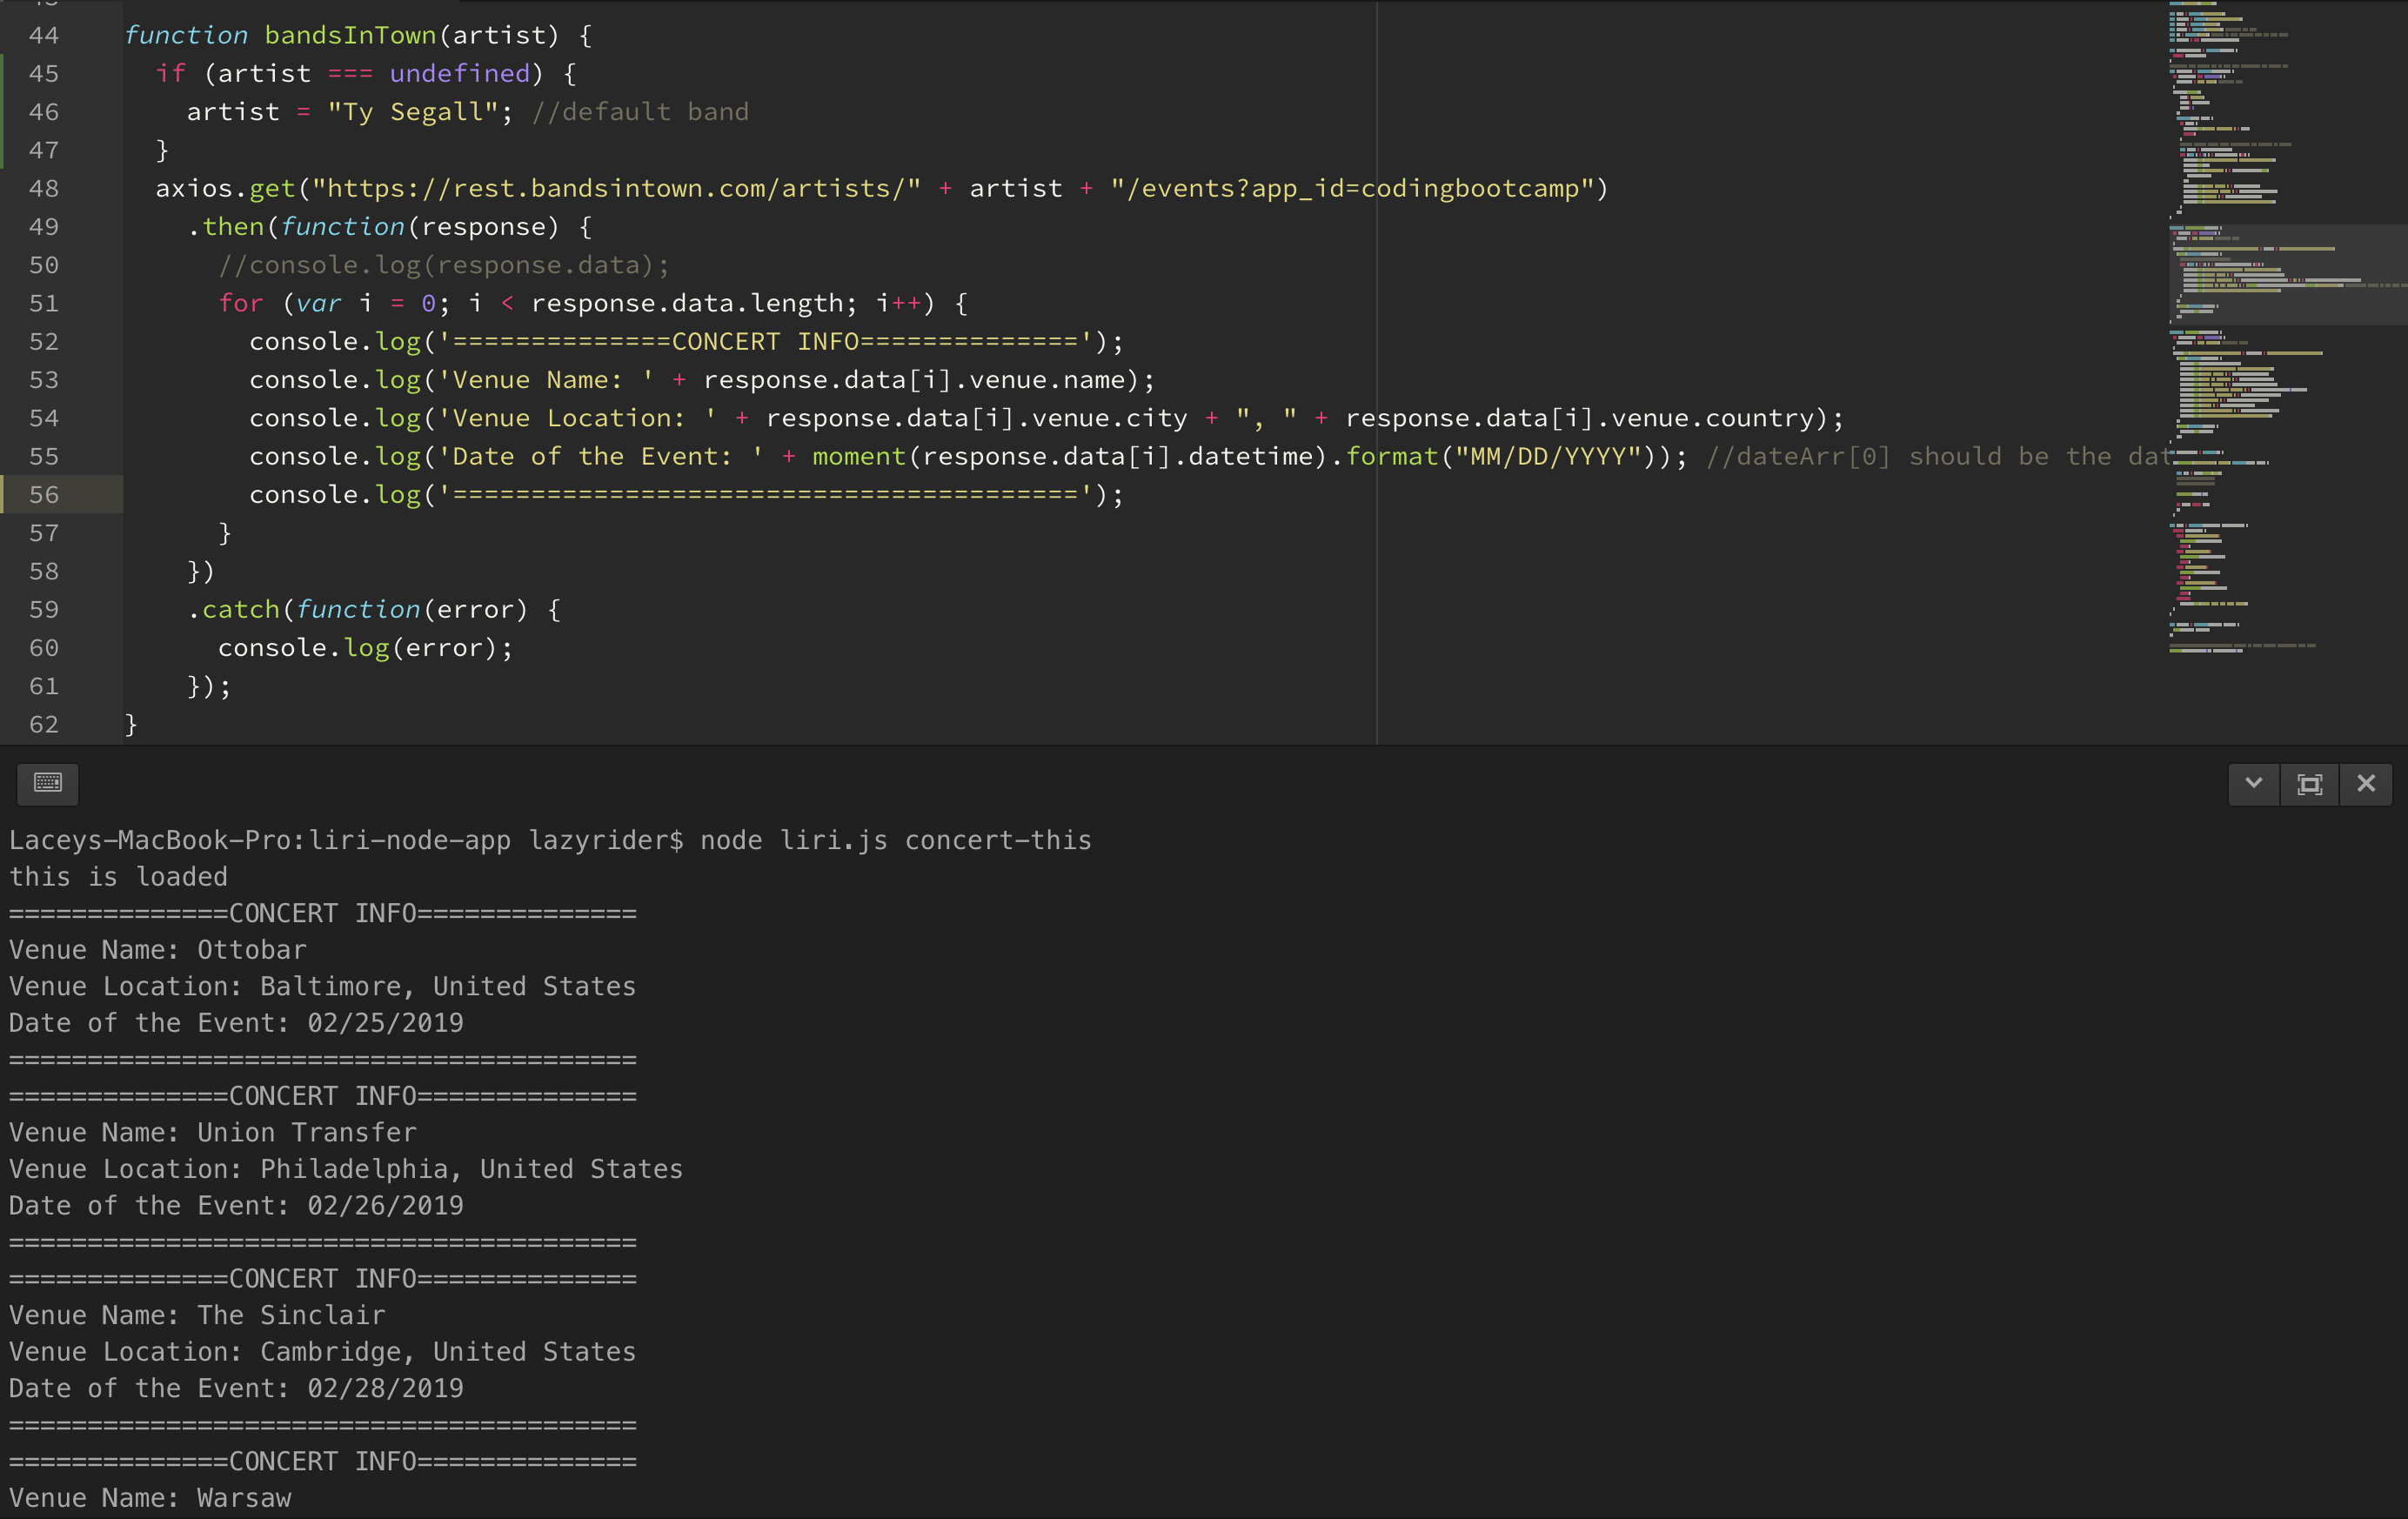 44 function bandsInTown(artist) {
45 if (artist === undefined) {
46 artist = "Ty Segall"; //default band
47 }
48 axios.get("https://rest.bandsintown.com/artists/" + artist + "/events?app_id=codingbootcamp")
49 .then(function(response) {
50 //console.log(response.data);
51 for (var i = 0; i < response.data.length; i++) {
52 console.log('==============CONCERT INFO==============');
53 console.log('Venue Name: ' + response.data[i].venue.name);
54 console.log('Venue Location: ' + response.data[i].venue.city + ", " + response.data[i].venue.country);
55 console.log('Date of the Event: ' + moment(response.data[i].datetime).format("MM/DD/YYYY")); //dateArr[0] should be the dat
56 console.log('========================================');
57 }
58 })
59 .catch(function(error) {
60 console.log(error);
61 });
62 }
Laceys-MacBook-Pro:liri-node-app lazyrider$ node liri.js concert-this
this is loaded
==============CONCERT INFO==============
Venue Name: Ottobar
Venue Location: Baltimore, United States
Date of the Event: 02/25/2019
========================================
==============CONCERT INFO==============
Venue Name: Union Transfer
Venue Location: Philadelphia, United States
Date of the Event: 02/26/2019
========================================
==============CONCERT INFO==============
Venue Name: The Sinclair
Venue Location: Cambridge, United States
Date of the Event: 02/28/2019
========================================
==============CONCERT INFO==============
Venue Name: Warsaw